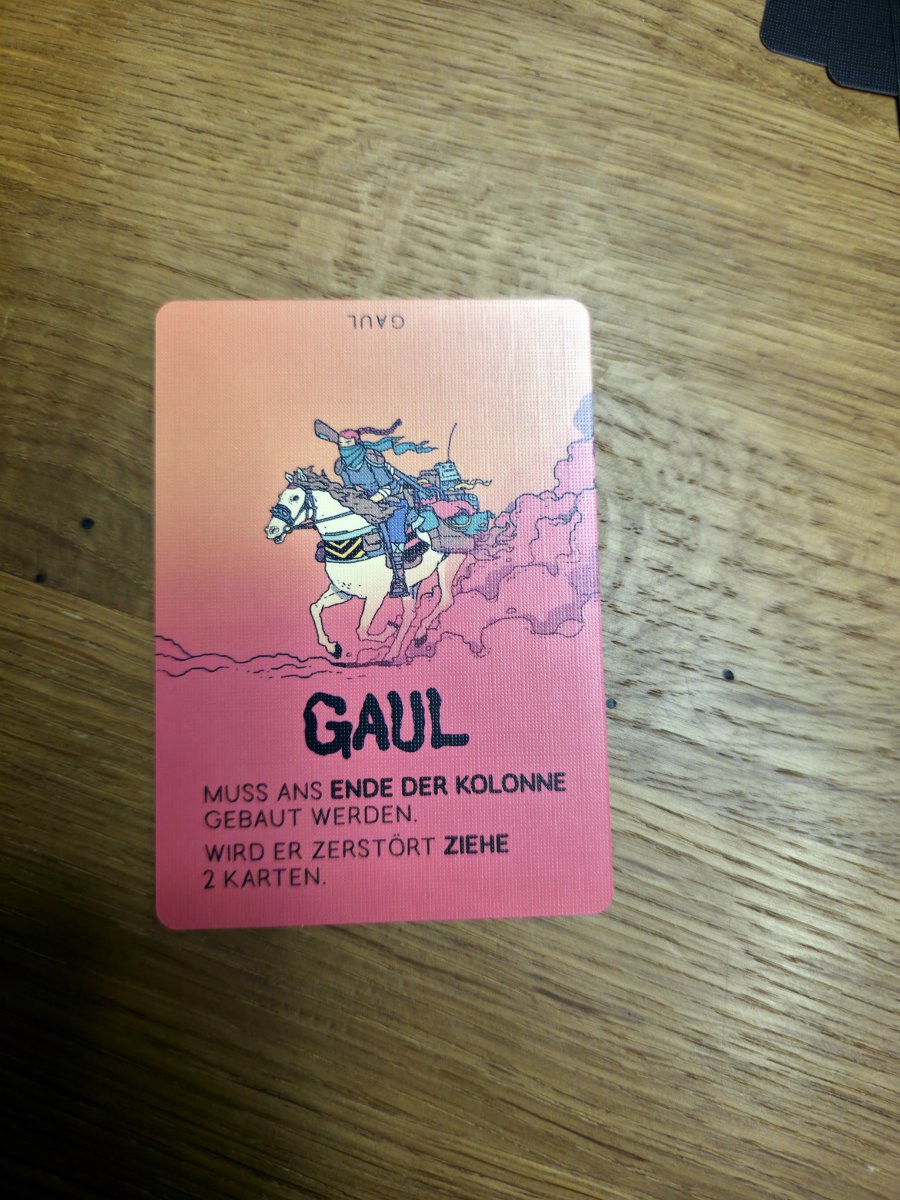 GAUL
GAUL
MUSS ANS ENDE DER KOLONNE
GEBAUT WERDEN.
WIRD ER ZERSTÖRT ZIEHE
2 KARTEN.